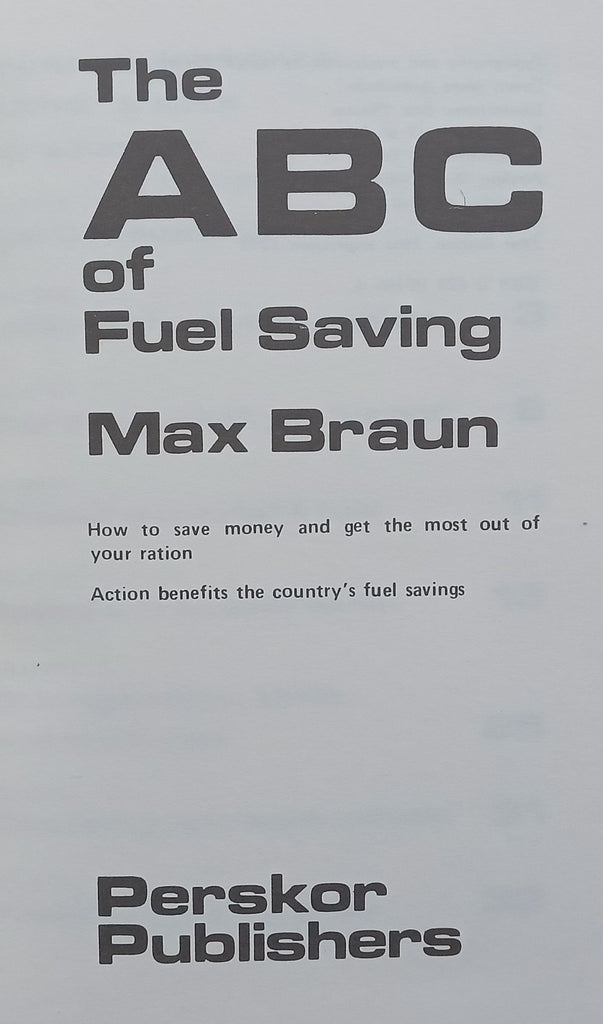 The
ABC
of
Fuel Saving
Max Braun
How to save money and get the most out of
your ration
Action benefits the country's fuel savings
Perskor
Publishers